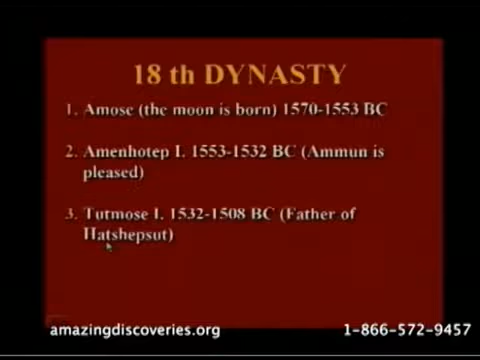 18 th DYNASTY
1. Amose (the moon is born) 1570-1553 BC
2. Amenhotep I. 1553-1532 BC (Ammun is
pleased)
3. Tutmose I. 1532-1508 BC (Father of
Hatshepsut)
amazingdiscoveries.org
1-866-572-9457